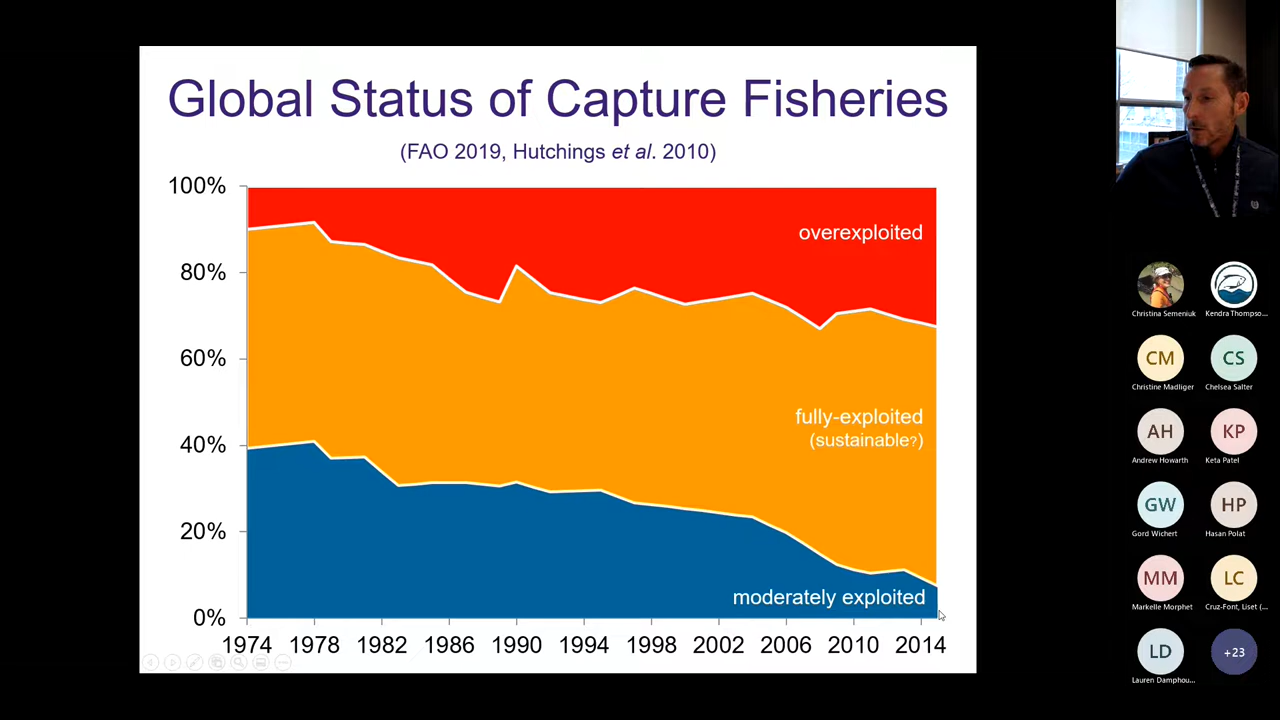 Global Status of Capture Fisheries
(FAO 2019, Hutchings et al. 2010)
100%
80%
60%
40%
20%
0%
overexploited
fully-exploited
(sustainable?)
moderately exploited
1974 1978 1982 1986 1990 1994 1998 2002 2006 2010 2014
Christina Semeniuk
Kendra Thompso...
CM
CS
Christine Madliger
Chelsea Salter
AH
KP
Andrew Howarth
Keta Patel
GW
HP
Gord Wichert
Hasan Polat
MM
LC
Markelle Morphet
Cruz-Font, Liset (...
LD
+23
Lauren Damphou...